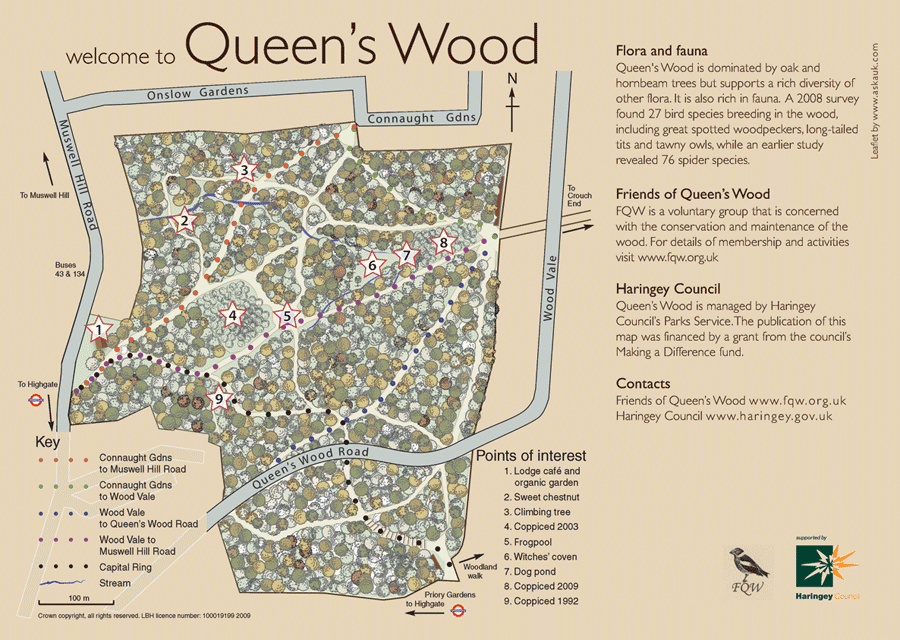 welcome to Queen's Wood
Onslow Gardens
Connaught Gdns
N
Muswell Hill Road
To Muswell Hill
To
Crouch
End
Buses
43 & 134
Wood Vale
3
2
8
7
6
4
5
1
9
To Highgate
Queen's Wood Road
Woodland
walk
Priory Gardens
to Highgate
Key
Connaught Gdns
to Muswell Hill Road
Connaught Gdns
to Wood Vale
Wood Vale
to Queen's Wood Road
Wood Vale to
Muswell Hill Road
Capital Ring
Stream
100 m
Crown copyright, all rights reserved. LBH licence number: 100019199 2009
Points of interest
1. Lodge café and
organic garden
2. Sweet chestnut
3. Climbing tree
4. Coppiced 2003
5. Frogpool
6. Witches' coven
7. Dog pond
8. Coppiced 2009
9. Coppiced 1992
Flora and fauna
Queen's Wood is dominated by oak and
hornbeam trees but supports a rich diversity of
other flora. It is also rich in fauna. A 2008 survey
found 27 bird species breeding in the wood,
including great spotted woodpeckers, long-tailed
tits and tawny owls, while an earlier study
revealed 76 spider species.
Friends of Queen's Wood
FQW is a voluntary group that is concerned
with the conservation and maintenance of the
wood. For details of membership and activities
visit www.fqw.org.uk
Haringey Council
Queen's Wood is managed by Haringey
Council's Parks Service. The publication of this
map was financed by a grant from the council's
Making a Difference fund.
Contacts
Friends of Queen's Wood www.fqw.org.uk
Haringey Council www.haringey.gov.uk
Leaflet by www.askauk.com
FQW
supported by
Haringey Council